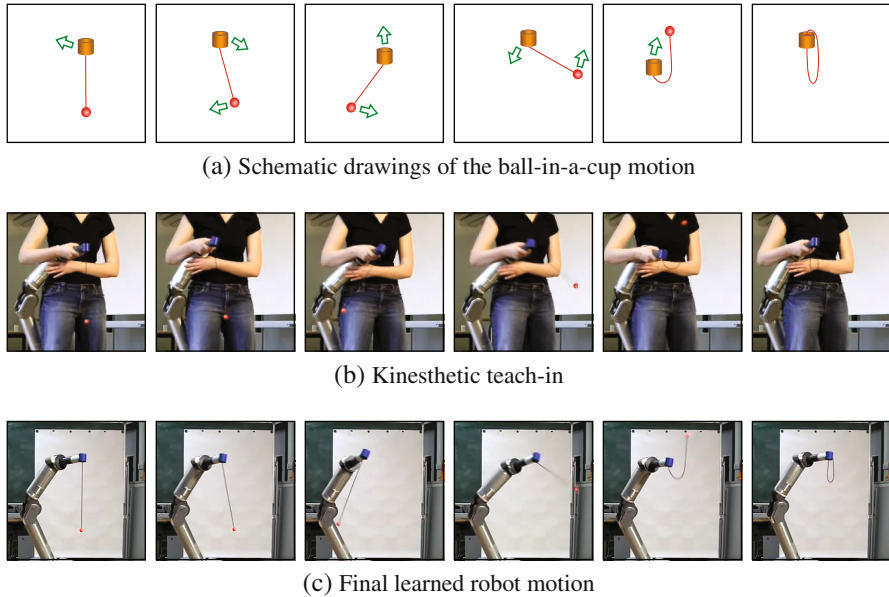 (a) Schematic drawings of the ball-in-a-cup motion
(b) Kinesthetic teach-in
(c) Final learned robot motion